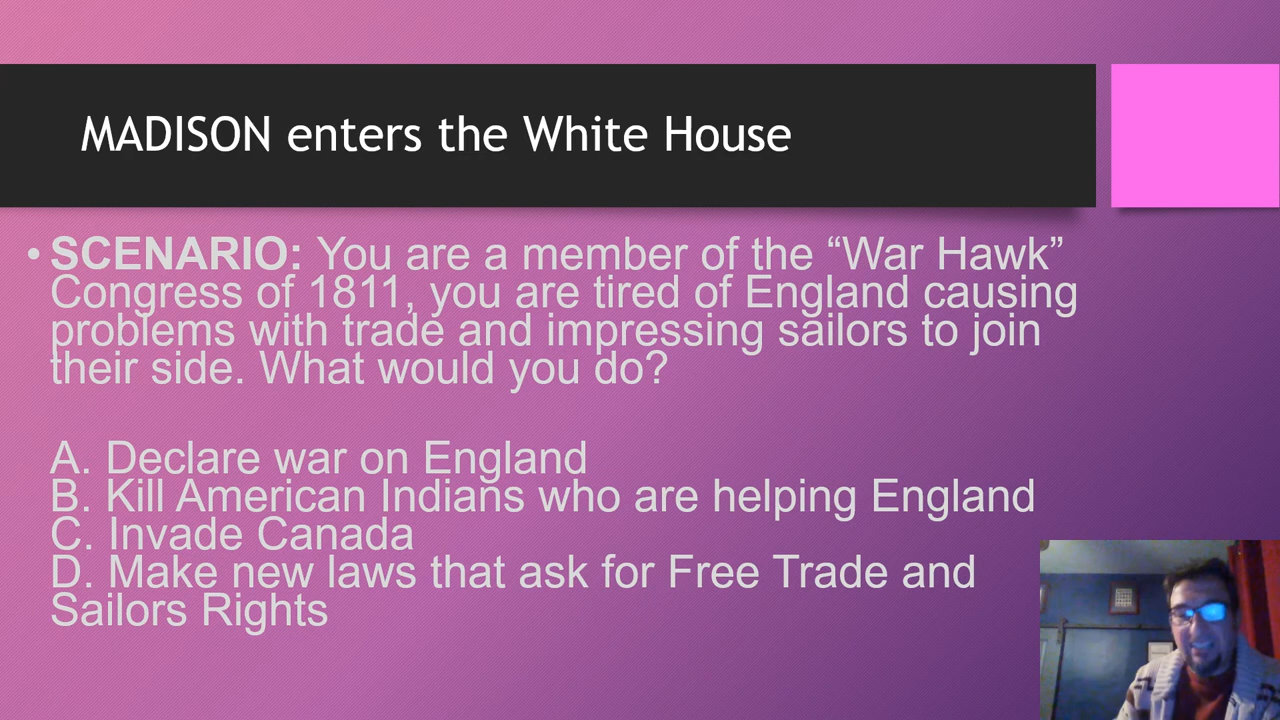 MADISON enters the White House
• SCENARIO: You are a member of the “War Hawk”
Congress of 1811, you are tired of England causing
problems with trade and impressing sailors to join
their side. What would you do?
A. Declare war on England
B. Kill American Indians who are helping England
C. Invade Canada
D. Make new laws that ask for Free Trade and
Sailors Rights